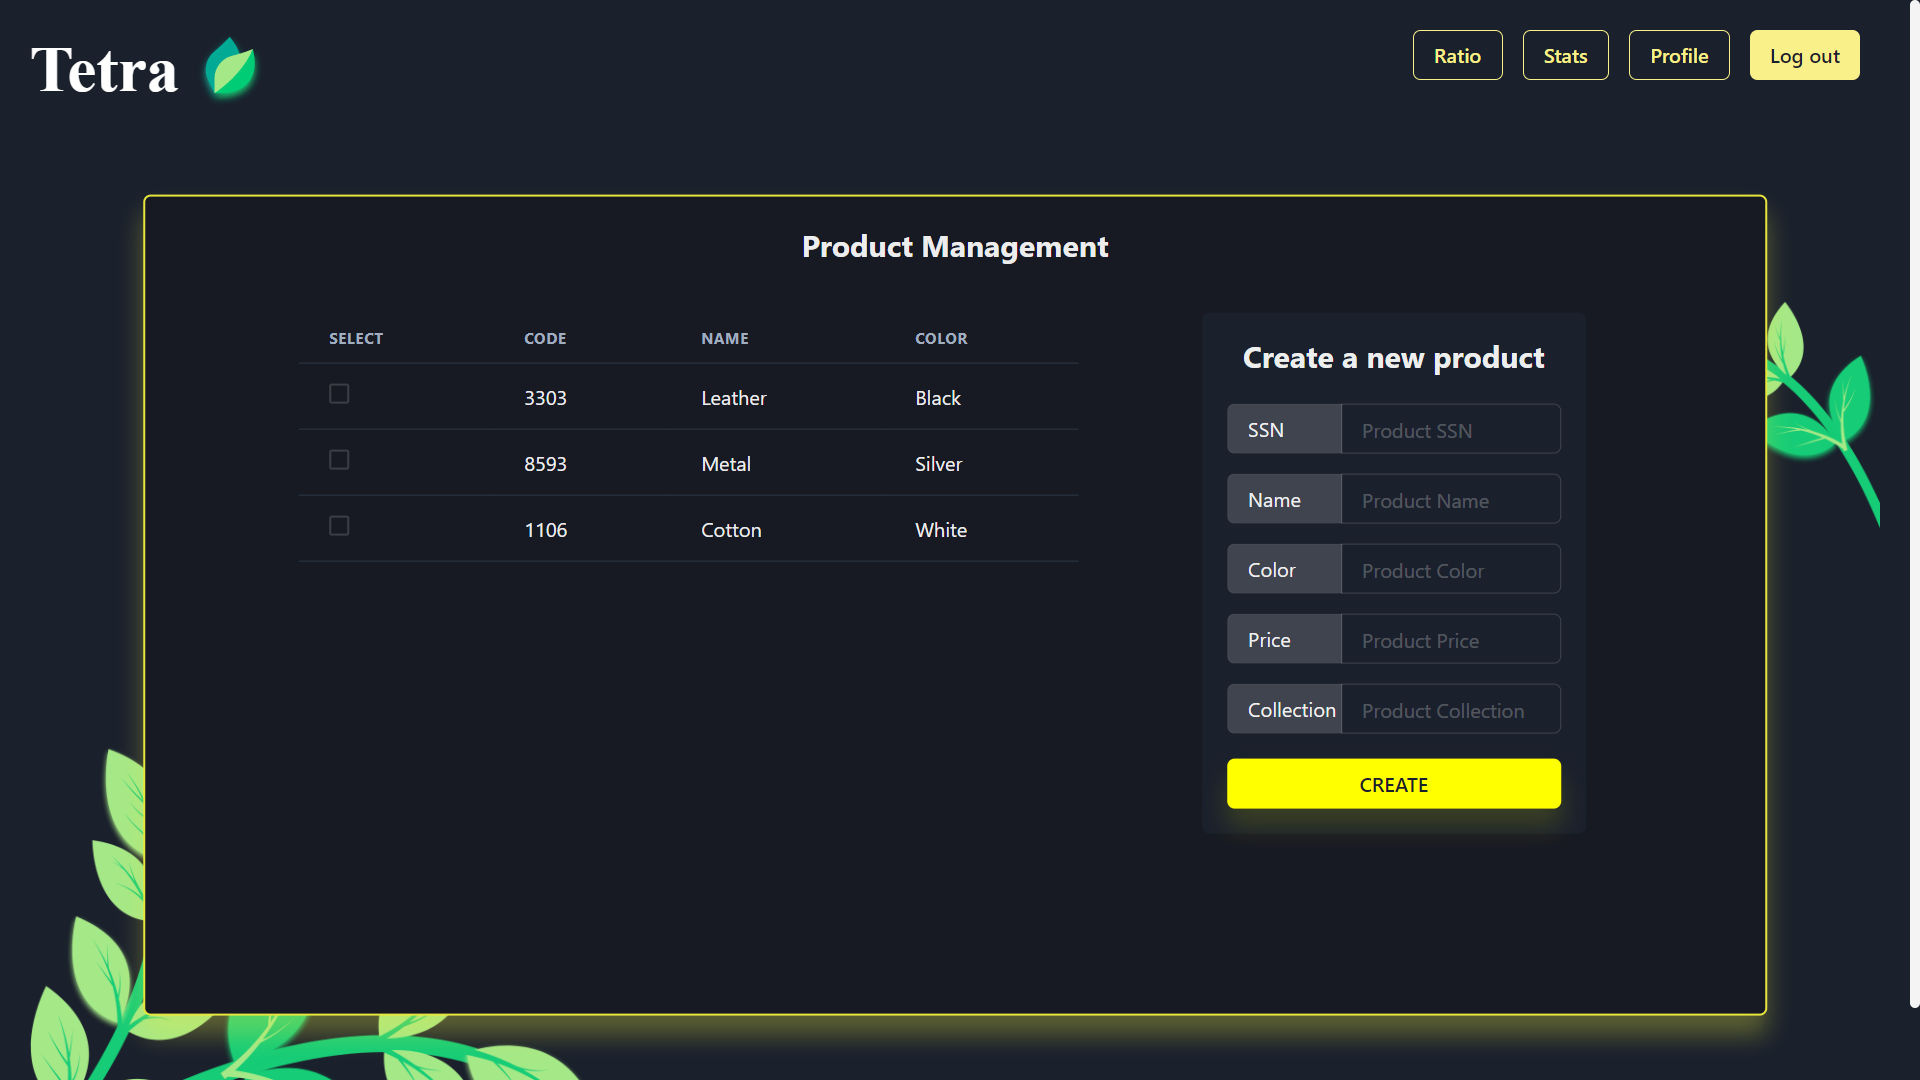 Tetra
Ratio Stats Profile Log out
Product Management
SELECT CODE NAME COLOR
3303 Leather Black
8593 Metal Silver
1106 Cotton White
Create a new product
SSN Product SSN
Name Product Name
Color Product Color
Price Product Price
Collection Product Collection
CREATE